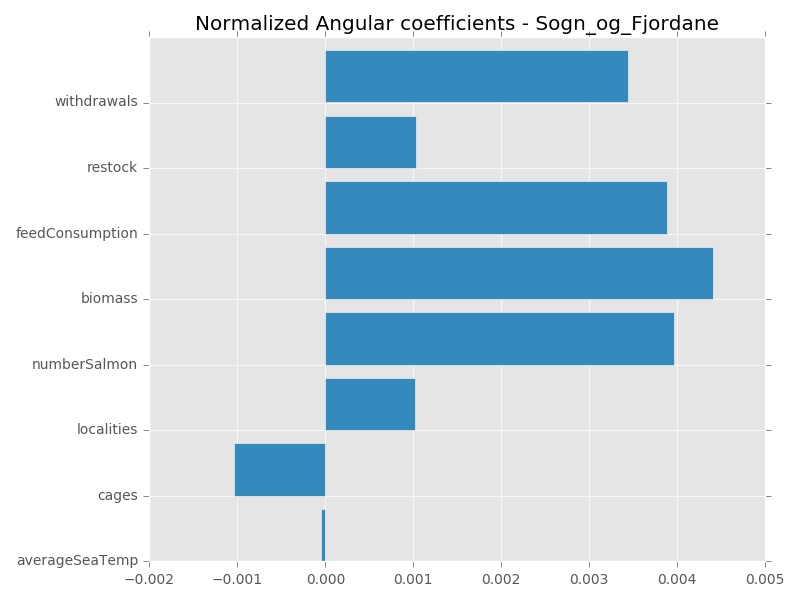 Normalized Angular coefficients - Sogn_og_Fjordane
withdrawals
restock
feedConsumption
biomass
numberSalmon
localities
cages
averageSeaTemp
−0.002 −0.001 0.000 0.001 0.002 0.003 0.004 0.005